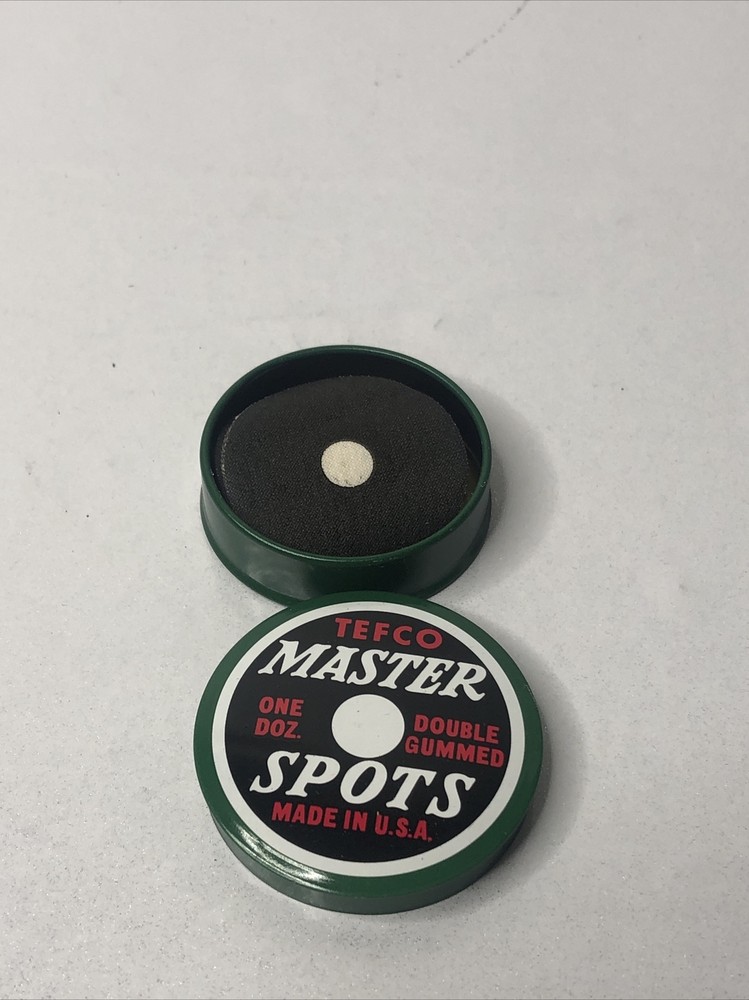 TEFCO
MASTER
ONE
DOZ.
DOUBLE
GUMMED
SPOTS
MADE IN U.S.A.